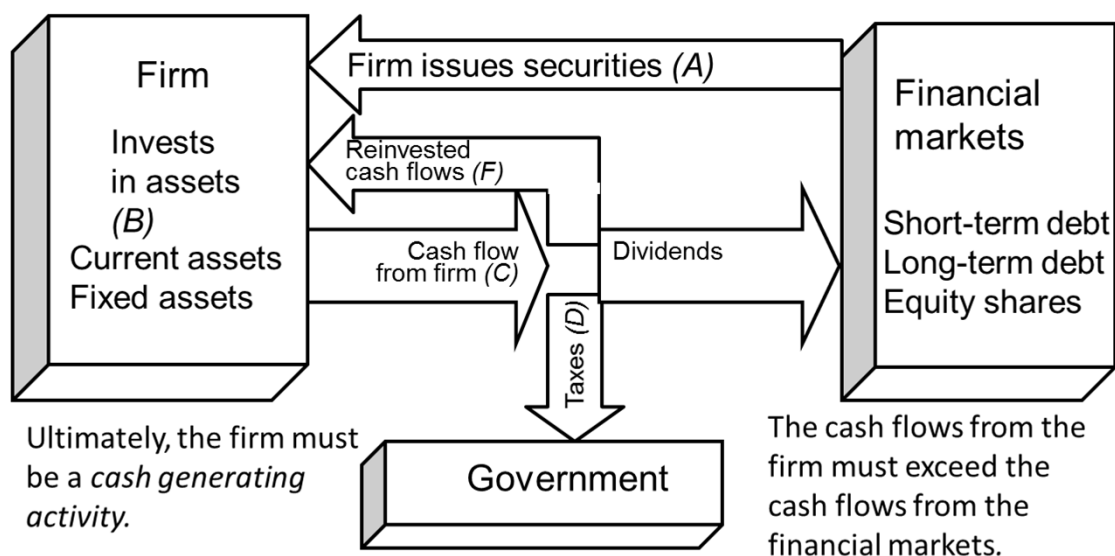 Firm
Invests
in assets
(B)
Current assets
Fixed assets
Firm issues securities (A)
Reinvested
cash flows (F)
Cash flow
from firm (C)
Dividends
Taxes (D)
Financial
markets
Short-term debt
Long-term debt
Equity shares
Government
Ultimately, the firm must
be a cash generating
activity.
The cash flows from the
firm must exceed the
cash flows from the
financial markets.